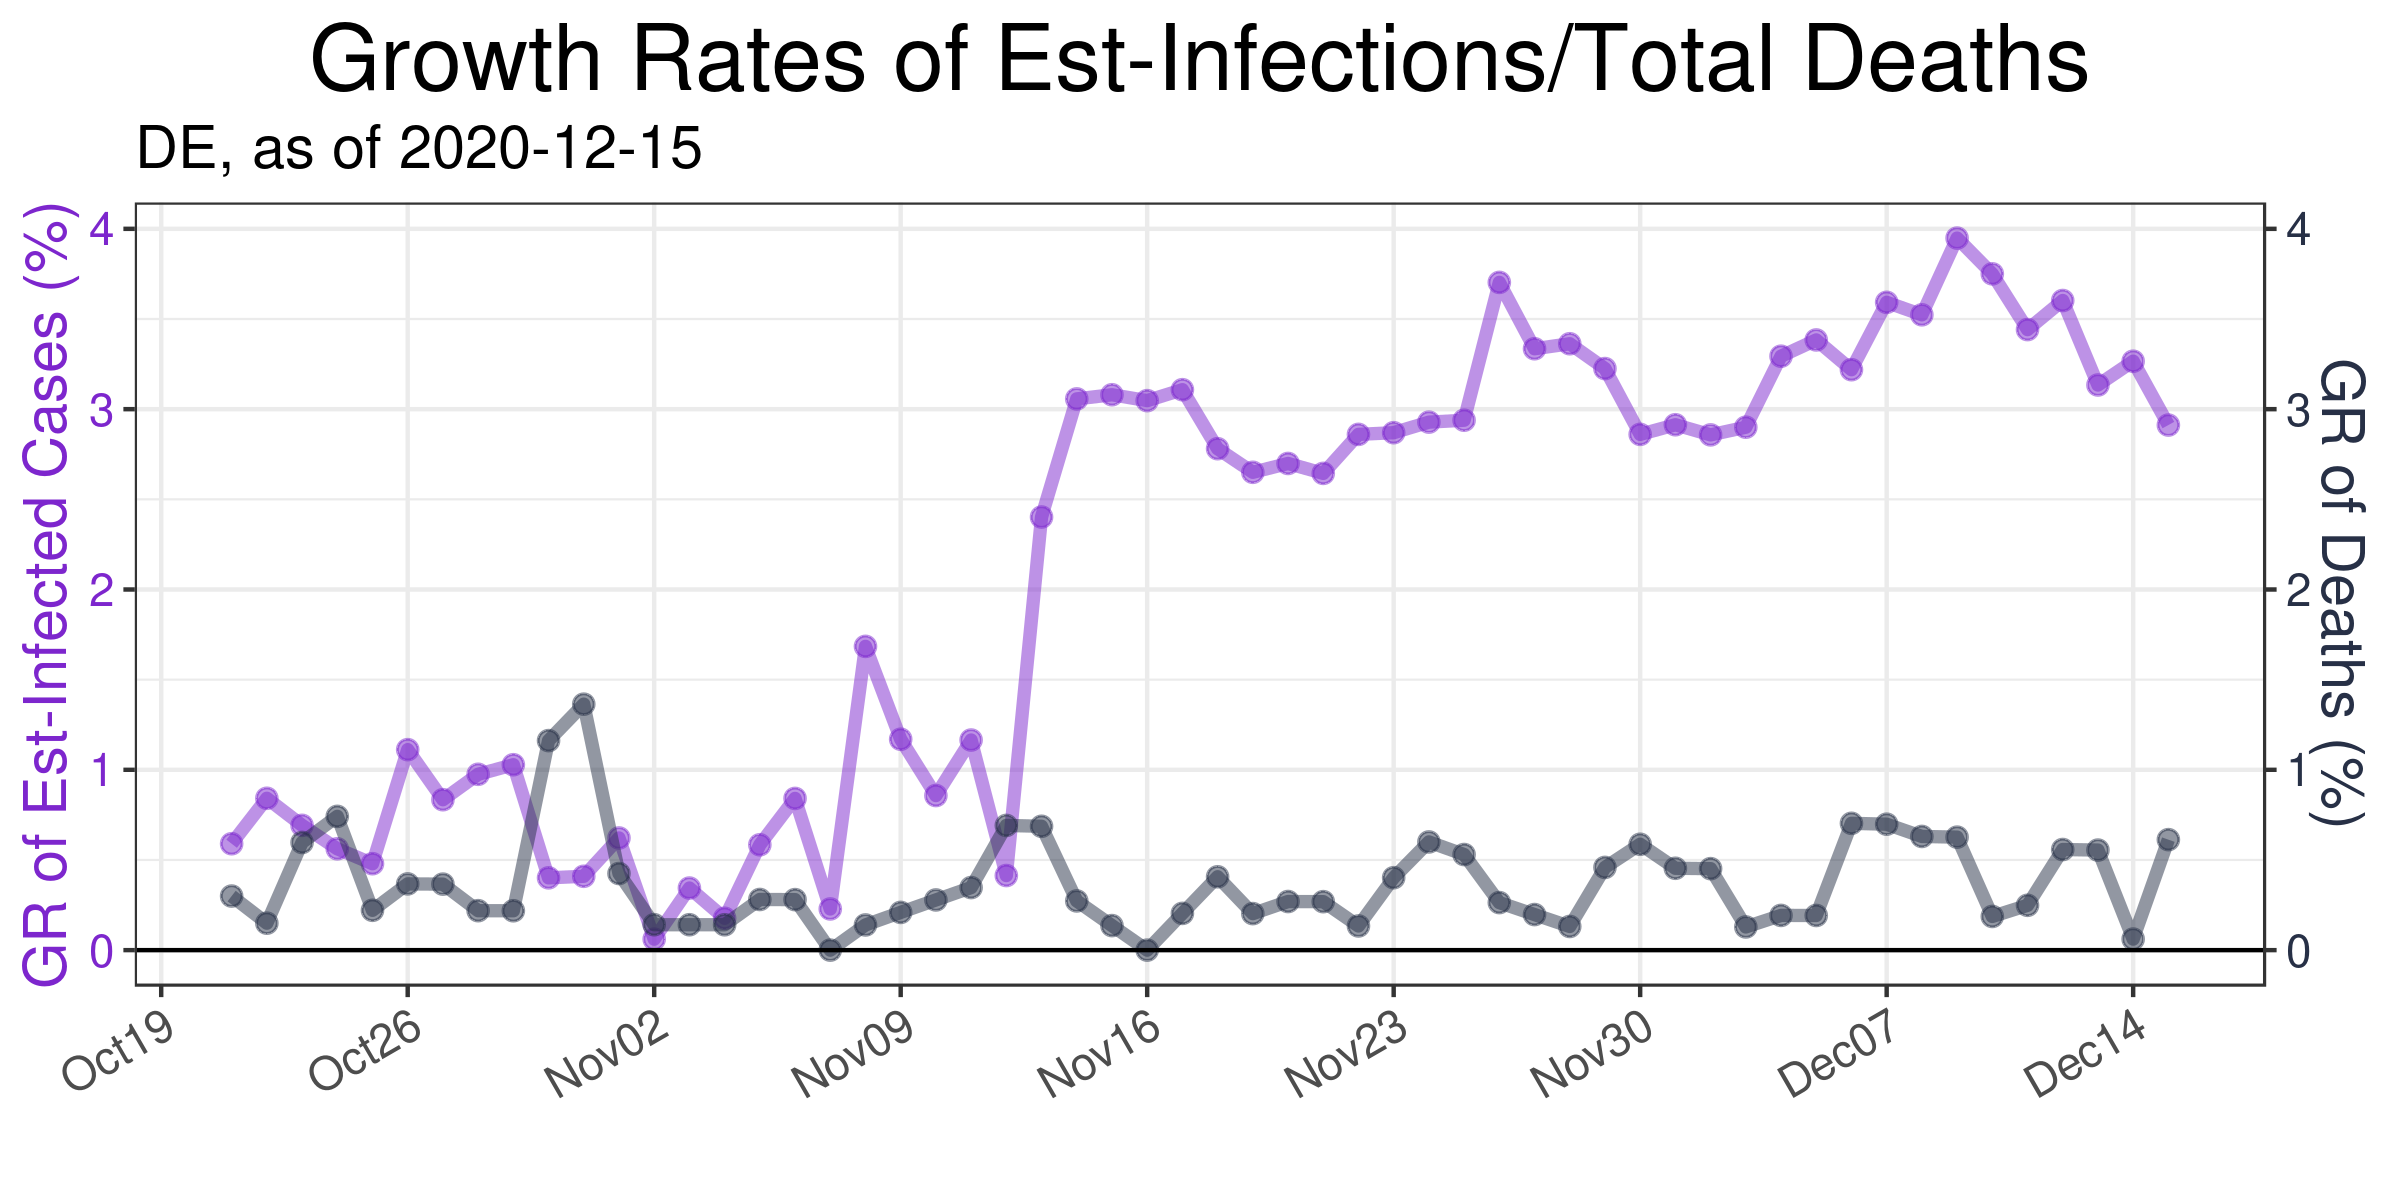 Growth Rates of Est-Infections/Total Deaths
DE, as of 2020-12-15
GR of Est-Infected Cases (%)
4
3
2
1
0
4
3
2
1
0
GR of Deaths (%)
Oct19
Oct26
Nov02
Nov09
Nov16
Nov23
Nov30
Dec07
Dec14